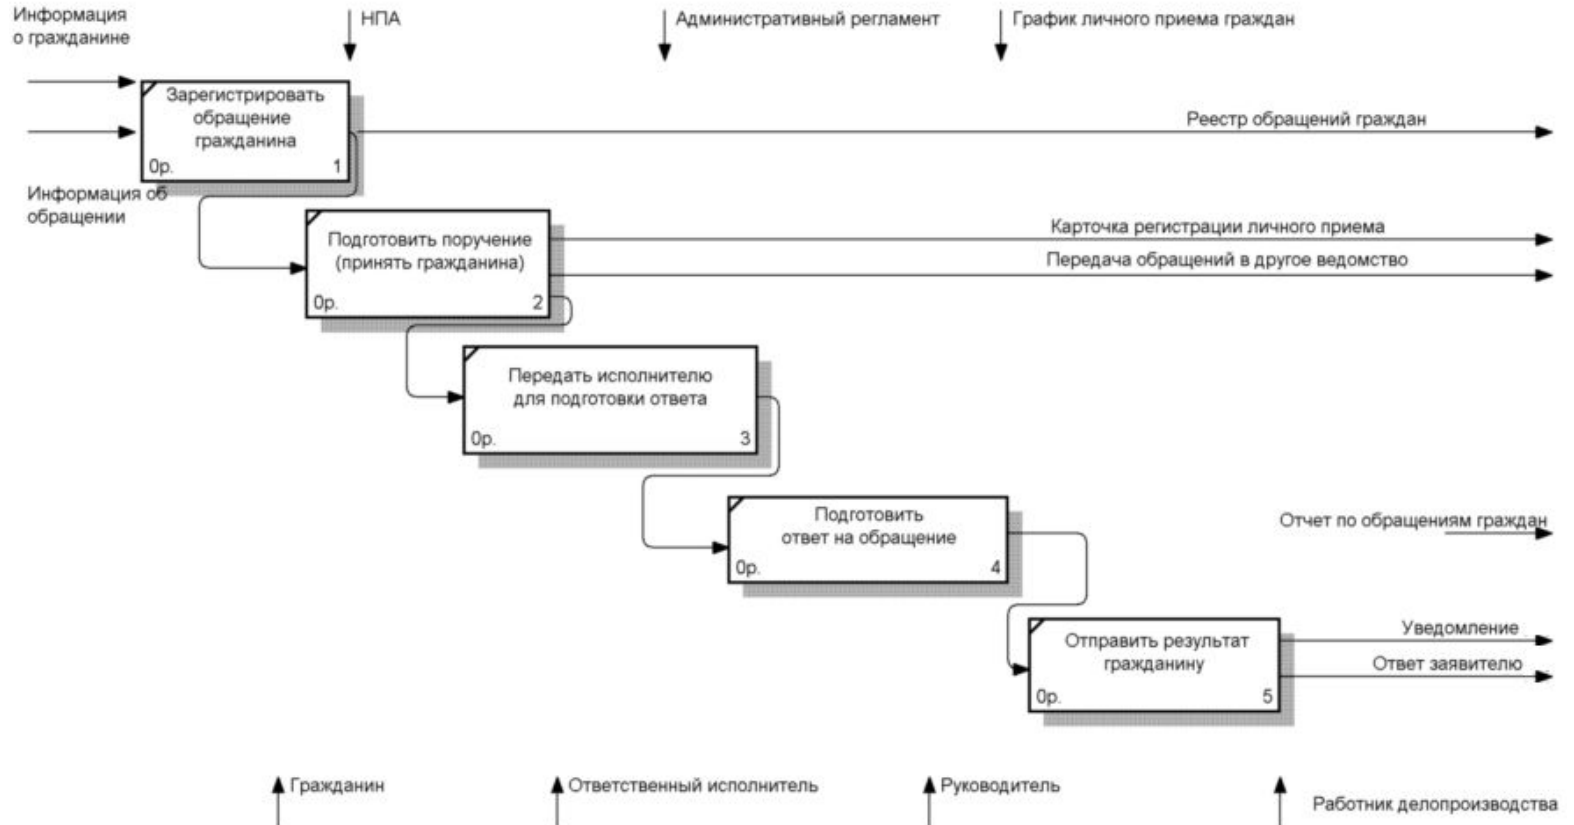 Информация
о гражданине
НПА
Административный регламент
График личного приема граждан
Зарегистрировать
обращение
гражданина
0р. 1
Реестр обращений граждан
Информация об
обращении
Подготовить поручение
(принять гражданина)
0р. 2
Карточка регистрации личного приема
Передача обращений в другое ведомство
Передать исполнителю
для подготовки ответа
0р. 3
Подготовить
ответ на обращение
0р. 4
Отчет по обращениям граждан
Отправить результат
гражданину
0р. 5
Уведомление
Ответ заявителю
Гражданин
Ответственный исполнитель
Руководитель
Работник делопроизводства